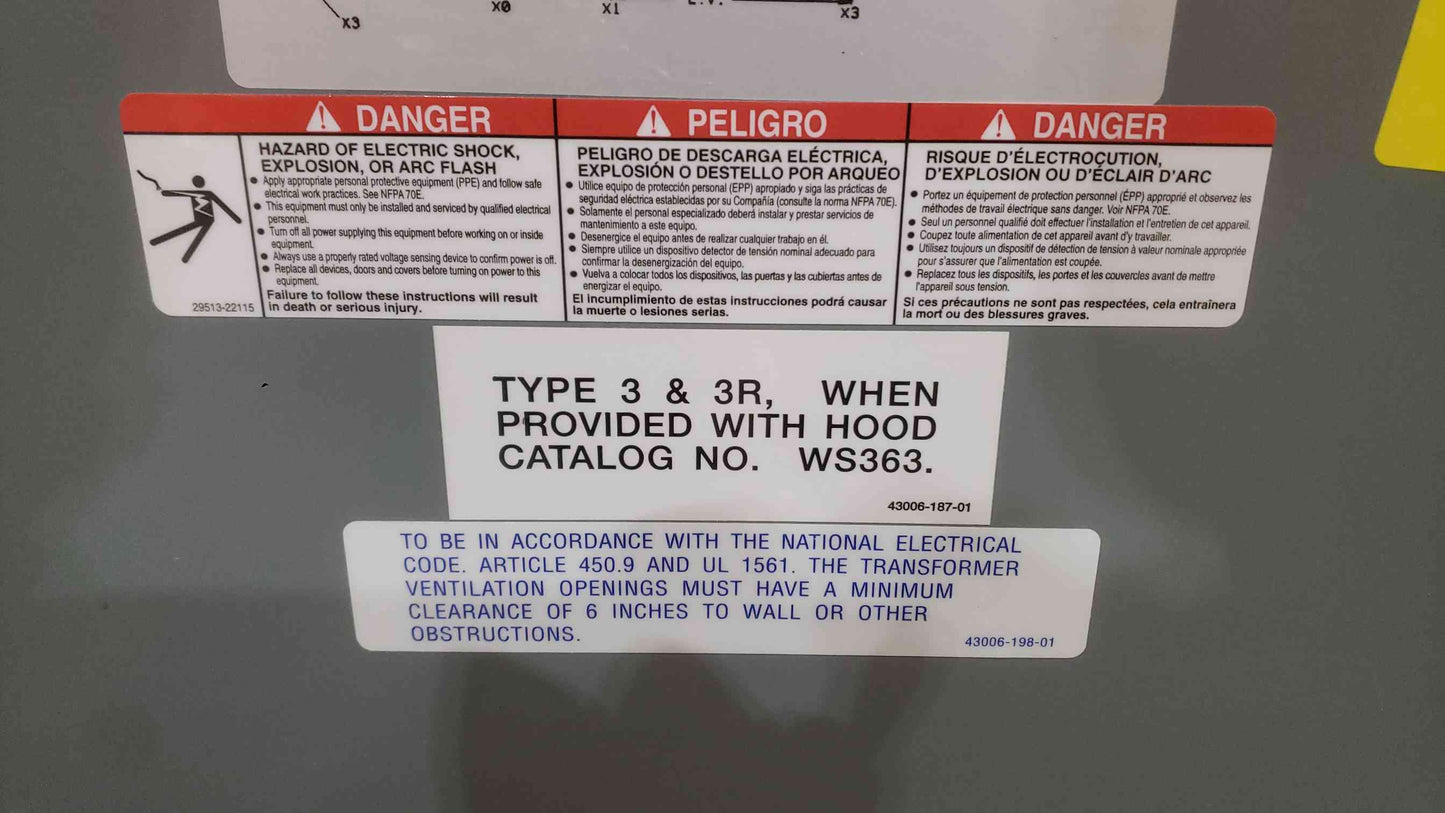 X3 X0 X1 X3
DANGER
HAZARD OF ELECTRIC SHOCK,
EXPLOSION, OR ARC FLASH
● Apply appropriate personal protective equipment (PPE) and follow safe
electrical work practices. See NFPA 70E.
● This equipment must only be installed and serviced by qualified electrical
personnel.
● Turn off all power supplying this equipment before working on or inside
equipment.
● Always use a properly rated voltage sensing device to confirm power is off.
● Replace all devices, doors and covers before turning on power to this
equipment.
Failure to follow these instructions will result
in death or serious injury.
29513-22115
PELIGRO
PELIGRO DE DESCARGA ELÉCTRICA,
EXPLOSIÓN O DESTELLO POR ARQUEO
● Utilice equipo de protección personal (EPP) apropiado y siga las prácticas de
seguridad eléctrica establecidas por su Compañía (consulte la norma NFPA 70E).
● Solamente el personal especializado deberá instalar y prestar servicios de
mantenimiento a este equipo.
● Desenergice el equipo antes de realizar cualquier trabajo en él.
● Siempre utilice un dispositivo detector de tensión nominal adecuado para
confirmar la desenergización del equipo.
● Vuelva a colocar todos los dispositivos, las puertas y las cubiertas antes de
energizar el equipo.
El incumplimiento de estas instrucciones podrá causar
la muerte o lesiones serias.
DANGER
RISQUE D'ÉLECTROCUTION,
D'EXPLOSION OU D'ÉCLAIR D'ARC
● Portez un équipement de protection personnel (ÉPP) approprié et observez les
méthodes de travail électrique sans danger. Voir NFPA 70E.
● Seul un personnel qualifié doit effectuer l'installation et l'entretien de cet appareil.
● Coupez toute alimentation de cet appareil avant d'y travailler.
● Utilisez toujours un dispositif de détection de tension à valeur nominale appropriée
pour s'assurer que l'alimentation est coupée.
● Replacez tous les dispositifs, les portes et les couvercles avant de mettre
l'appareil sous tension.
Si ces précautions ne sont pas respectées, cela entraînera
la mort ou des blessures graves.
TYPE 3 & 3R, WHEN
PROVIDED WITH HOOD
CATALOG NO. WS363.
43006-187-01
TO BE IN ACCORDANCE WITH THE NATIONAL ELECTRICAL
CODE. ARTICLE 450.9 AND UL 1561. THE TRANSFORMER
VENTILATION OPENINGS MUST HAVE A MINIMUM
CLEARANCE OF 6 INCHES TO WALL OR OTHER
OBSTRUCTIONS.
43006-198-01